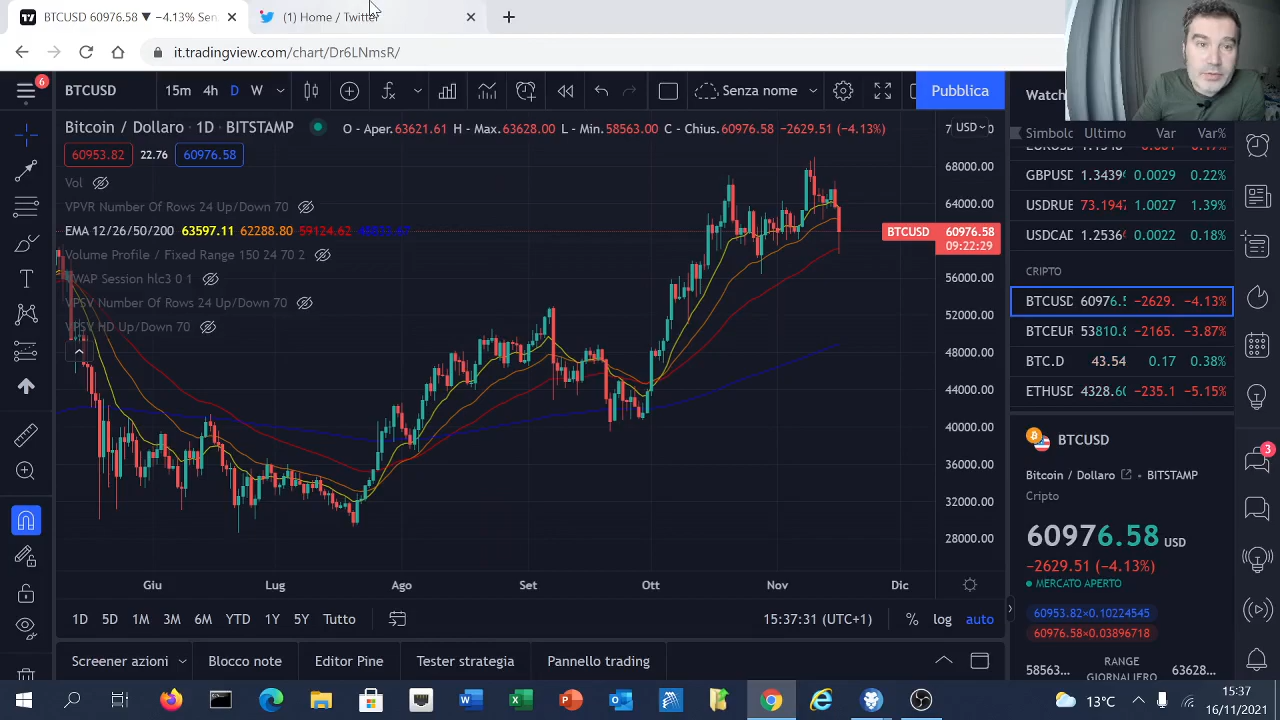 BTCUSD 60976.58 ▼ −4.13% Sen
(1) Home / Twitter
it.tradingview.com/chart/Dr6LNmsR/
6
BTCUSD 15m 4h D W Senza nome Pubblica
Watch
Bitcoin / Dollaro · 1D · BITSTAMP O - Aper. 63621.61 H - Max. 63628.00 L - Min. 58563.00 C - Chius. 60976.58 −2629.51 (−4.13%)
USD
60953.82 22.76 60976.58
Vol
VPVR Number Of Rows 24 Up/Down 70
EMA 12/26/50/200 63597.11 62288.80 59124.62
Volume Profile / Fixed Range 150 24 70 2
VWAP Session hlc3 0 1
VPSV Number Of Rows 24 Up/Down 70
VPSV HD Up/Down 70
68000.00
64000.00
BTCUSD 60976.58
09:22:29
56000.00
52000.00
48000.00
44000.00
40000.00
36000.00
32000.00
28000.00
Giu Lug Ago Set Ott Nov Dic
1D 5D 1M 3M 6M YTD 1Y 5Y Tutto 15:37:31 (UTC+1) % log auto
Screener azioni Blocco note Editor Pine Tester strategia Pannello trading
Simbolo Ultimo Var Var%
GBPUSD 1.3439 0.0029 0.22%
USDRUE 73.1947 1.0027 1.39%
USDCAD 1.2536 0.0022 0.18%
CRIPTO
BTCUSD 60976.5 −2629. −4.13%
BTCEUR 53810.8 −2165. −3.87%
BTC.D 43.54 0.17 0.38%
ETHUSD 4328.60 −235.1 −5.15%
BTCUSD
Bitcoin / Dollaro BITSTAMP
Cripto
60976.58 USD
−2629.51 (−4.13%)
MERCATO APERTO
60953.82×0.10224545
60976.58×0.03896718
58563.... RANGE GIORNALIERO 63628....
3
13°C
15:37
16/11/2021